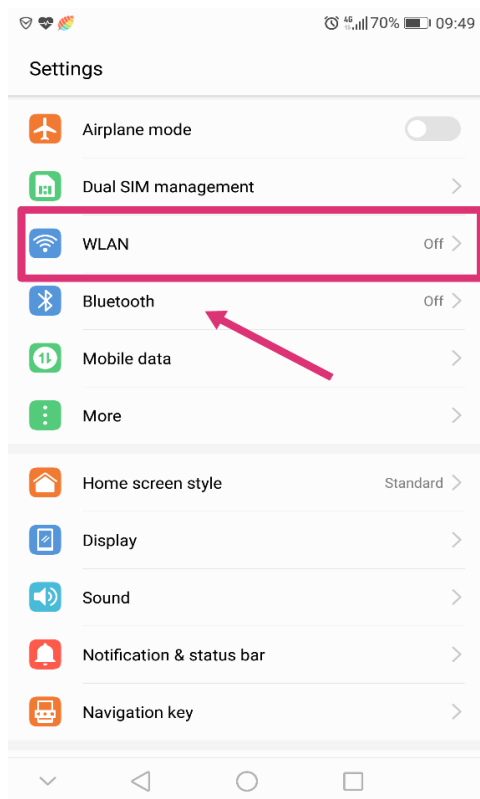 4G 70% 09:49
Settings
Airplane mode
Dual SIM management
WLAN Off
Bluetooth Off
Mobile data
More
Home screen style Standard
Display
Sound
Notification & status bar
Navigation key